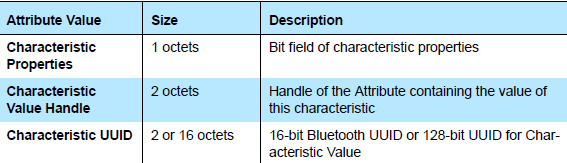 Attribute Value Size Description
Characteristic 1 octets Bit field of characteristic properties
Properties
Characteristic 2 octets Handle of the Attribute containing the value of
Value Handle this characteristic
Characteristic UUID 2 or 16 octets 16-bit Bluetooth UUID or 128-bit UUID for Char-
acteristic Value